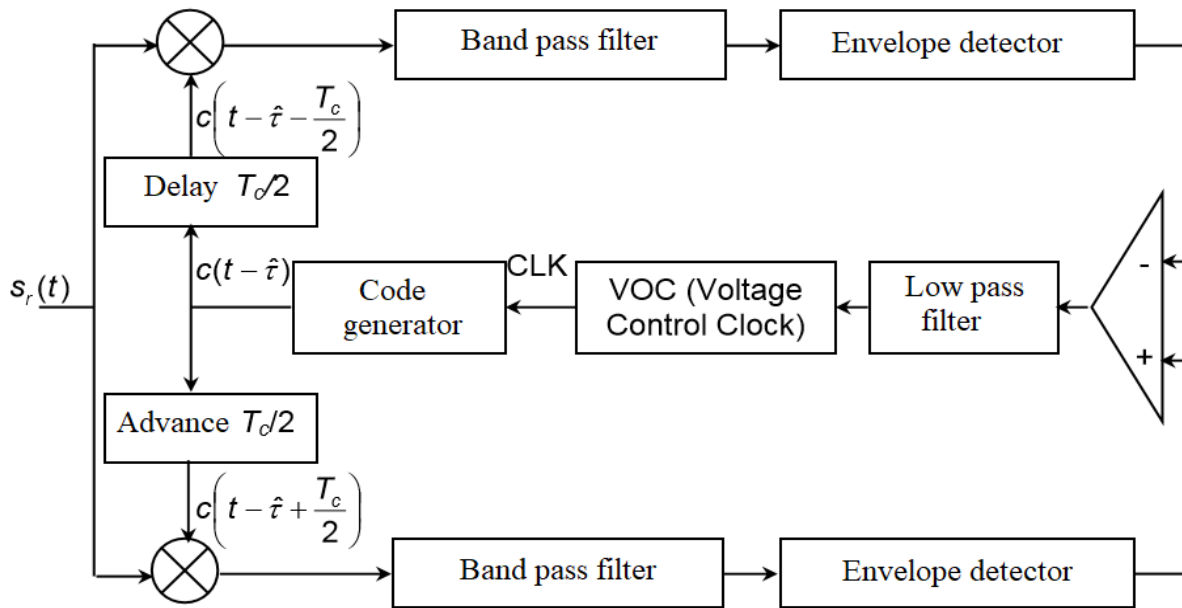 Band pass filter
Envelope detector
c(t − τ̂ − T_c/2)
Delay T_c/2
s_r(t)
c(t − τ̂)
Code
generator
CLK
VOC (Voltage
Control Clock)
Low pass
filter
-
+
Advance T_c/2
c(t − τ̂ + T_c/2)
Band pass filter
Envelope detector